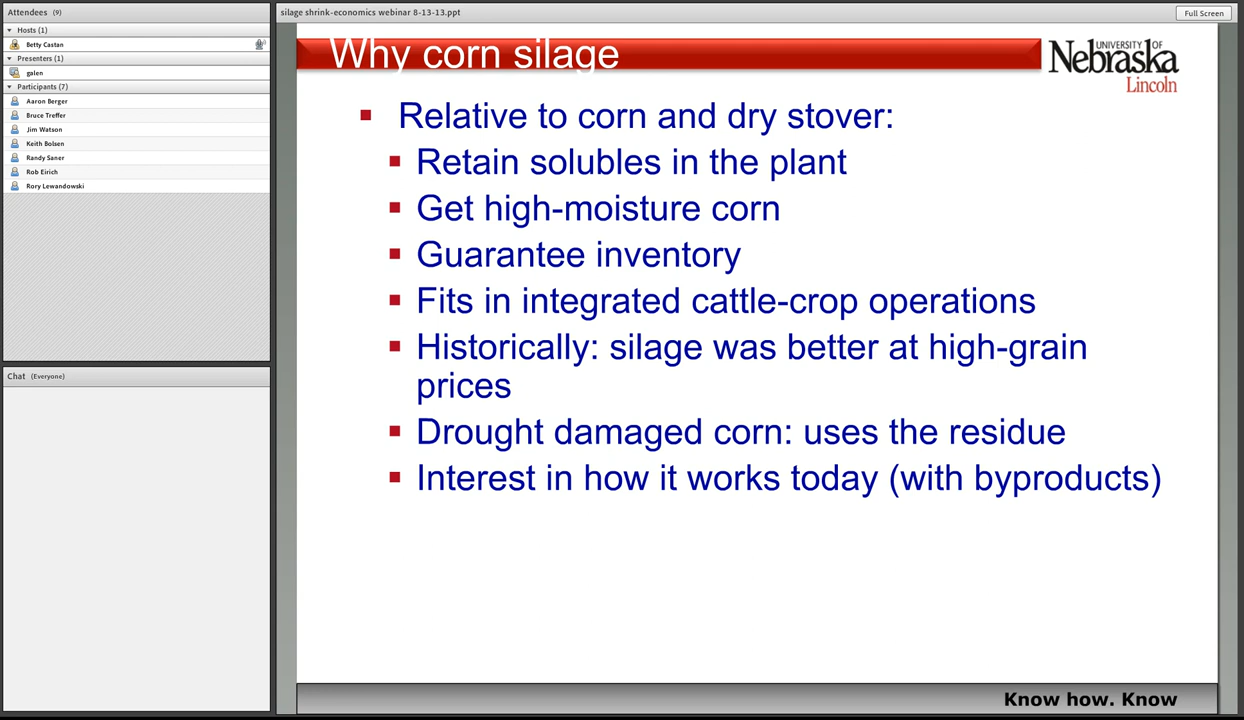 Attendees (9)
Hosts (1)
Betty Castan
Presenters (1)
galen
Participants (7)
Aaron Berger
Bruce Treffer
Jim Watson
Keith Bolsen
Randy Saner
Rob Eirich
Rory Lewandowski
Chat (Everyone)
silage shrink-economics webinar 8-13-13.ppt
Full Screen
Why corn silage
UNIVERSITY OF
Nebraska
Lincoln
Relative to corn and dry stover:
Retain solubles in the plant
Get high-moisture corn
Guarantee inventory
Fits in integrated cattle-crop operations
Historically: silage was better at high-grain
prices
Drought damaged corn: uses the residue
Interest in how it works today (with byproducts)
Know how. Know